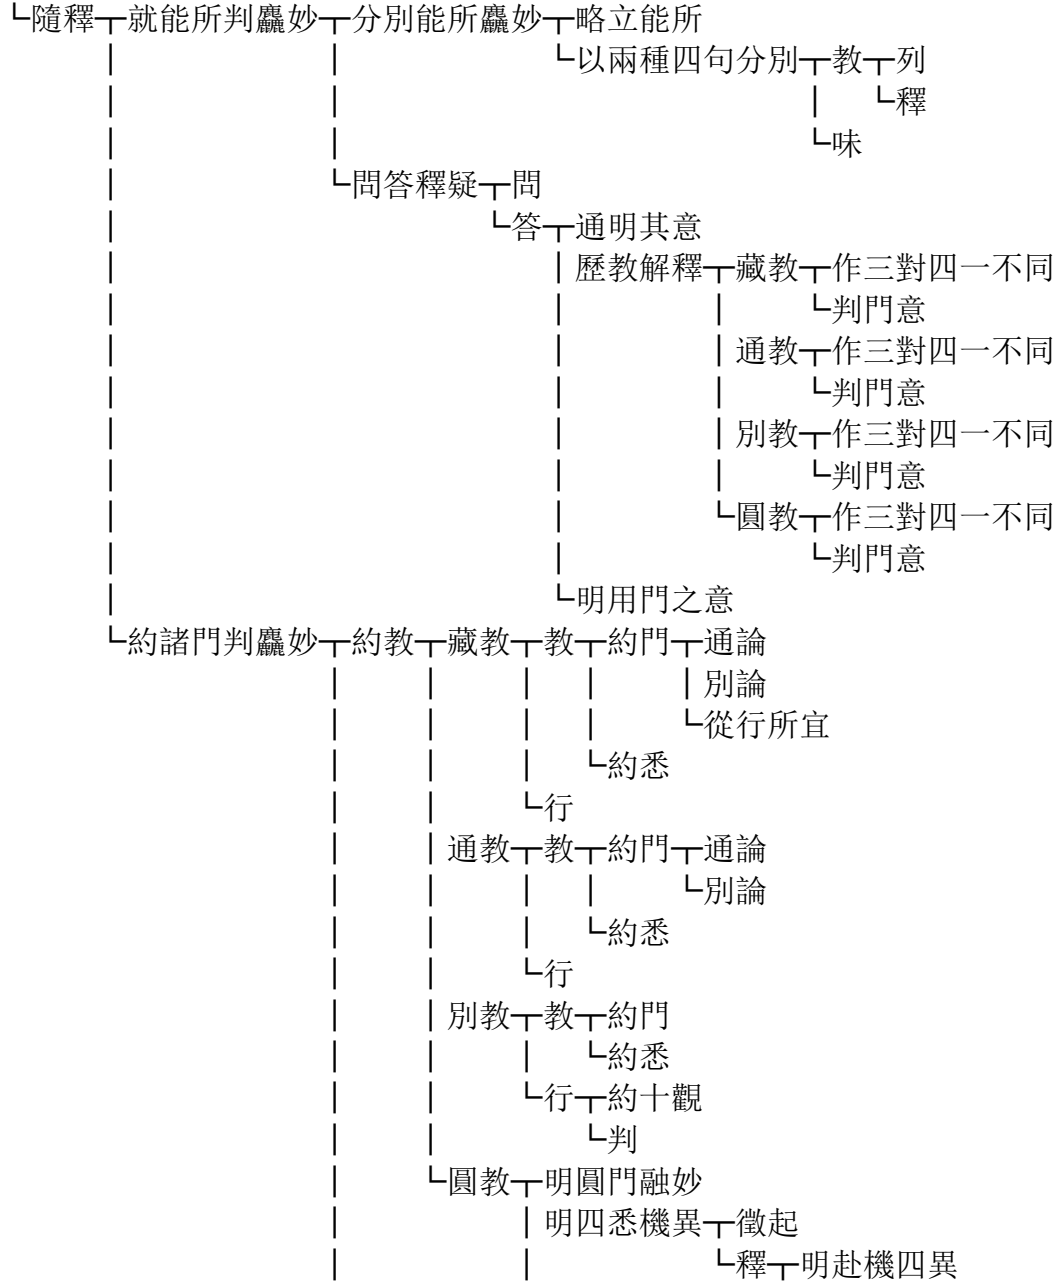 └隨釋┬就能所判麤妙┬分別能所麤妙┬略立能所
│ │ └以兩種四句分別┬教┬列
│ │ │ └釋
│ │ └味
│ └問答釋疑┬問
│ └答┬通明其意
│ │歷教解釋┬藏教┬作三對四一不同
│ │ │ └判門意
│ │ │通教┬作三對四一不同
│ │ │ └判門意
│ │ │別教┬作三對四一不同
│ │ │ └判門意
│ │ └圓教┬作三對四一不同
│ │ └判門意
│ └明用門之意
└約諸門判麤妙┬約教┬藏教┬教┬約門┬通論
│ │ │ │ │別論
│ │ │ │ └從行所宜
│ │ │ └約悉
│ │ └行
│ │通教┬教┬約門┬通論
│ │ │ │ └別論
│ │ │ └約悉
│ │ └行
│ │別教┬教┬約門
│ │ │ └約悉
│ │ └行┬約十觀
│ │ └判
│ └圓教┬明圓門融妙
│ │明四悉機異┬徵起
│ │ └釋┬明赴機四異